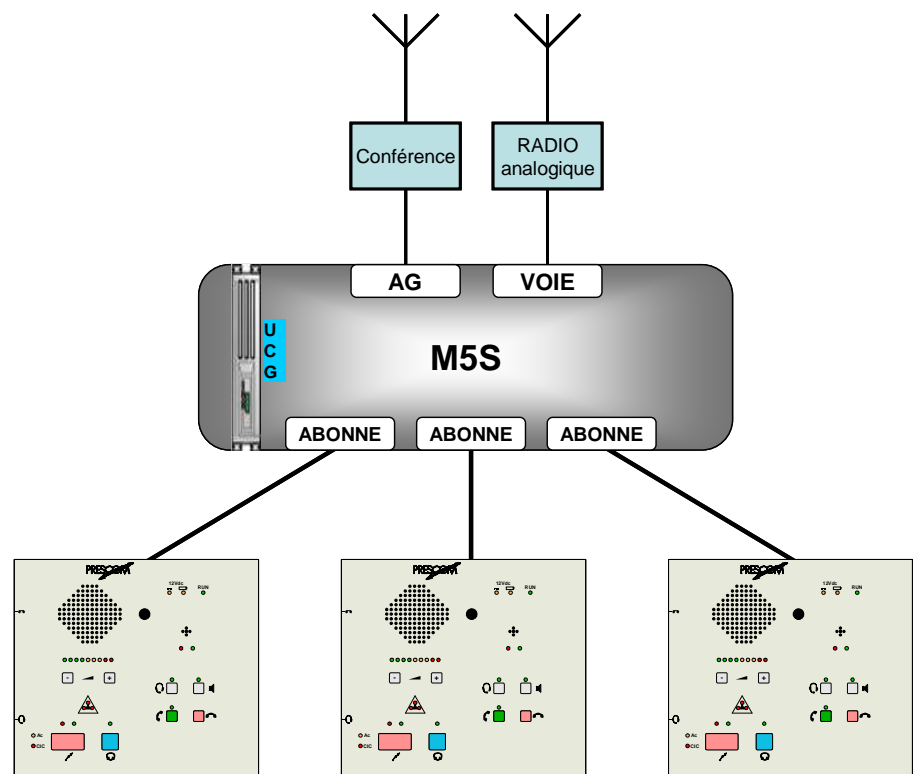 Conférence
RADIO
analogique
AG
VOIE
U
C
G
M5S
ABONNE
ABONNE
ABONNE
PRESCOM
12Vdc
RUN
- +
Ac
CIC
PRESCOM
12Vdc
RUN
- +
Ac
CIC
PRESCOM
12Vdc
RUN
- +
Ac
CIC